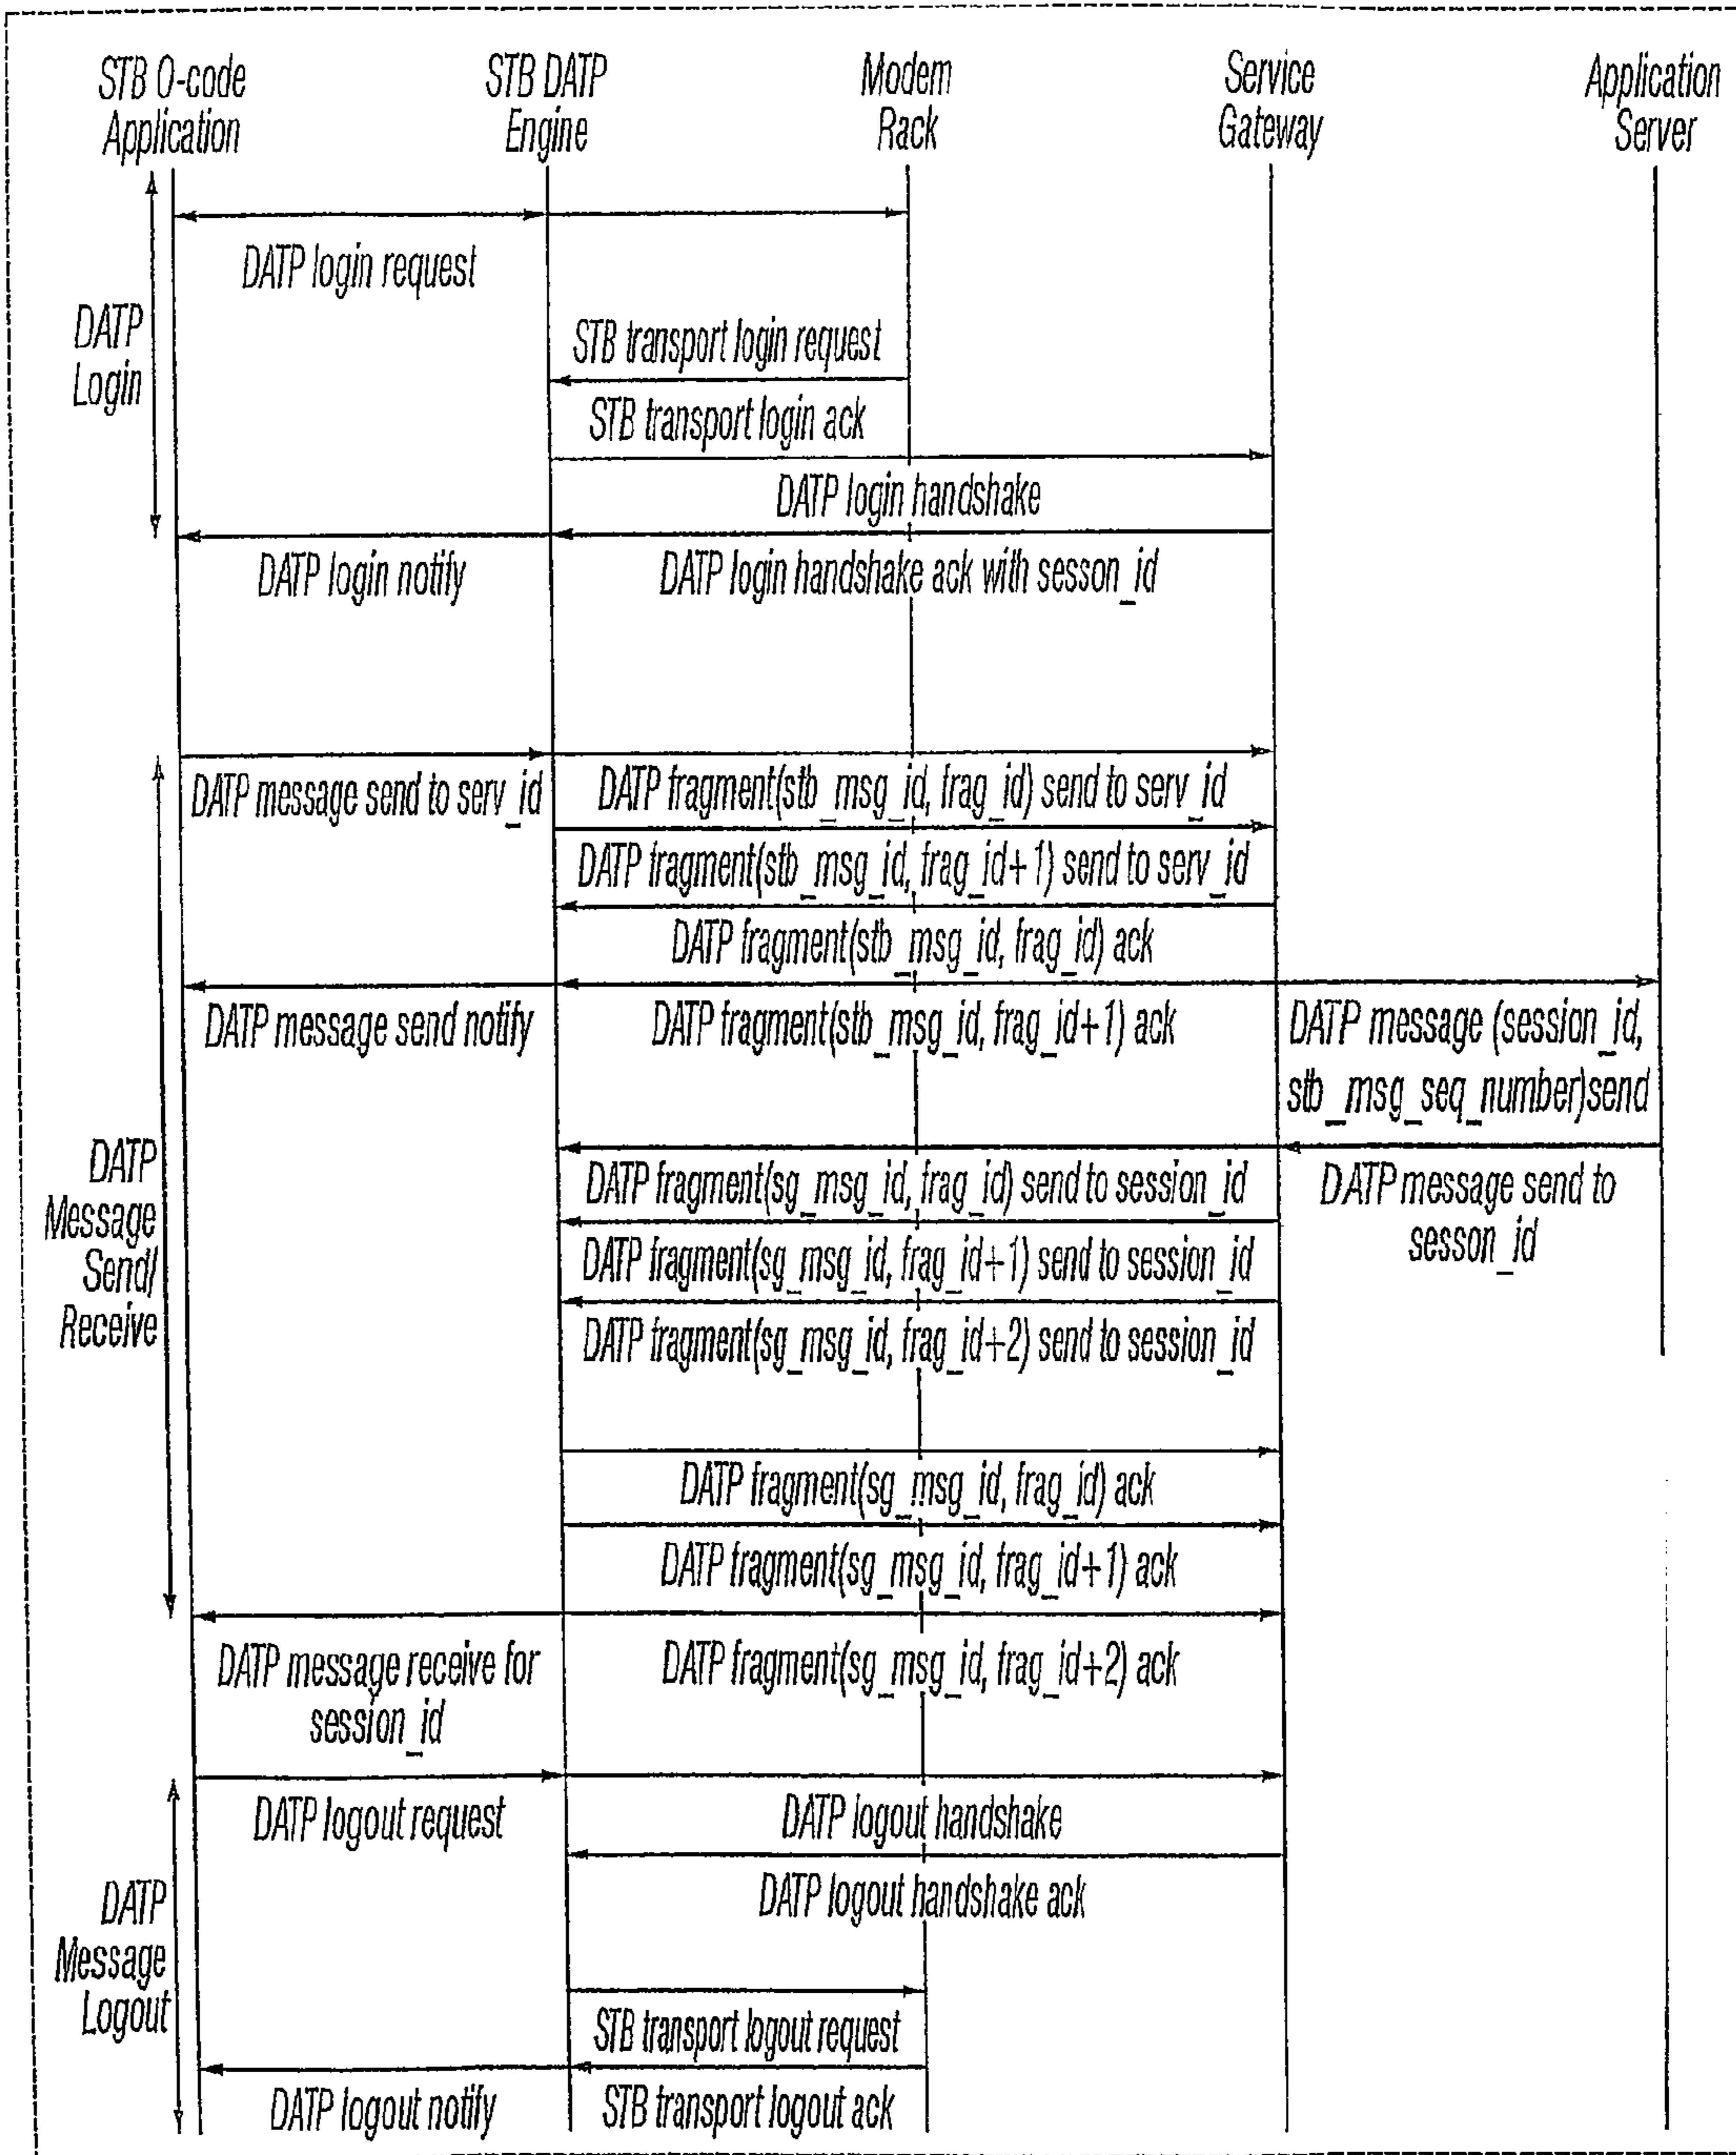 STB O-code
Application
STB DATP
Engine
Modem
Rack
Service
Gateway
Application
Server
DATP login request
DATP
Login
STB transport login request
STB transport login ack
DATP login handshake
DATP login notify
DATP login handshake ack with sesson_id
DATP message send to serv_id
DATP fragment(stb_msg_id, frag_id) send to serv_id
DATP fragment(stb_msg_id, frag_id+1) send to serv_id
DATP fragment(stb_msg_id, frag_id) ack
DATP message send notify
DATP fragment(stb_msg_id, frag_id+1) ack
DATP message (session_id,
stb_msg_seq_number)send
DATP
Message
Send/
Receive
DATP fragment(sg_msg_id, frag_id) send to session_id
DATP message send to
sesson_id
DATP fragment(sg_msg_id, frag_id+1) send to session_id
DATP fragment(sg_msg_id, frag_id+2) send to session_id
DATP fragment(sg_msg_id, frag_id) ack
DATP fragment(sg_msg_id, frag_id+1) ack
DATP message receive for
session_id
DATP fragment(sg_msg_id, frag_id+2) ack
DATP logout request
DATP logout handshake
DATP logout handshake ack
DATP
Message
Logout
STB transport logout request
DATP logout notify
STB transport logout ack